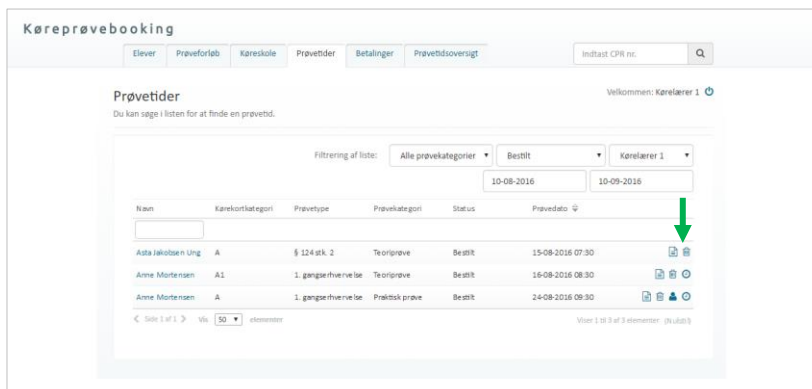 Køreprøvebooking
Elever Prøveforløb Køreskole Prøvetider Betalinger Prøvetidsoversigt Indtast CPR nr.
Prøvetider Velkommen: Kørelærer 1
Du kan søge i listen for at finde en prøvetid.
Filtrering af liste: Alle prøvekategorier Bestilt Kørelærer 1
10-08-2016 10-09-2016
Navn Kørekortkategori Prøvetype Prøvekategori Status Prøvedato
Asta Jakobsen Ung A § 124 stk. 2 Teoriprøve Bestilt 15-08-2016 07:30
Anne Mortensen A1 1. gangserhvervelse Teoriprøve Bestilt 16-08-2016 08:30
Anne Mortensen A 1. gangserhvervelse Praktisk prøve Bestilt 24-08-2016 09:30
Side 1 af 1 Vis 50 elementer Viser 1 til 3 af 3 elementer (Nulstil)